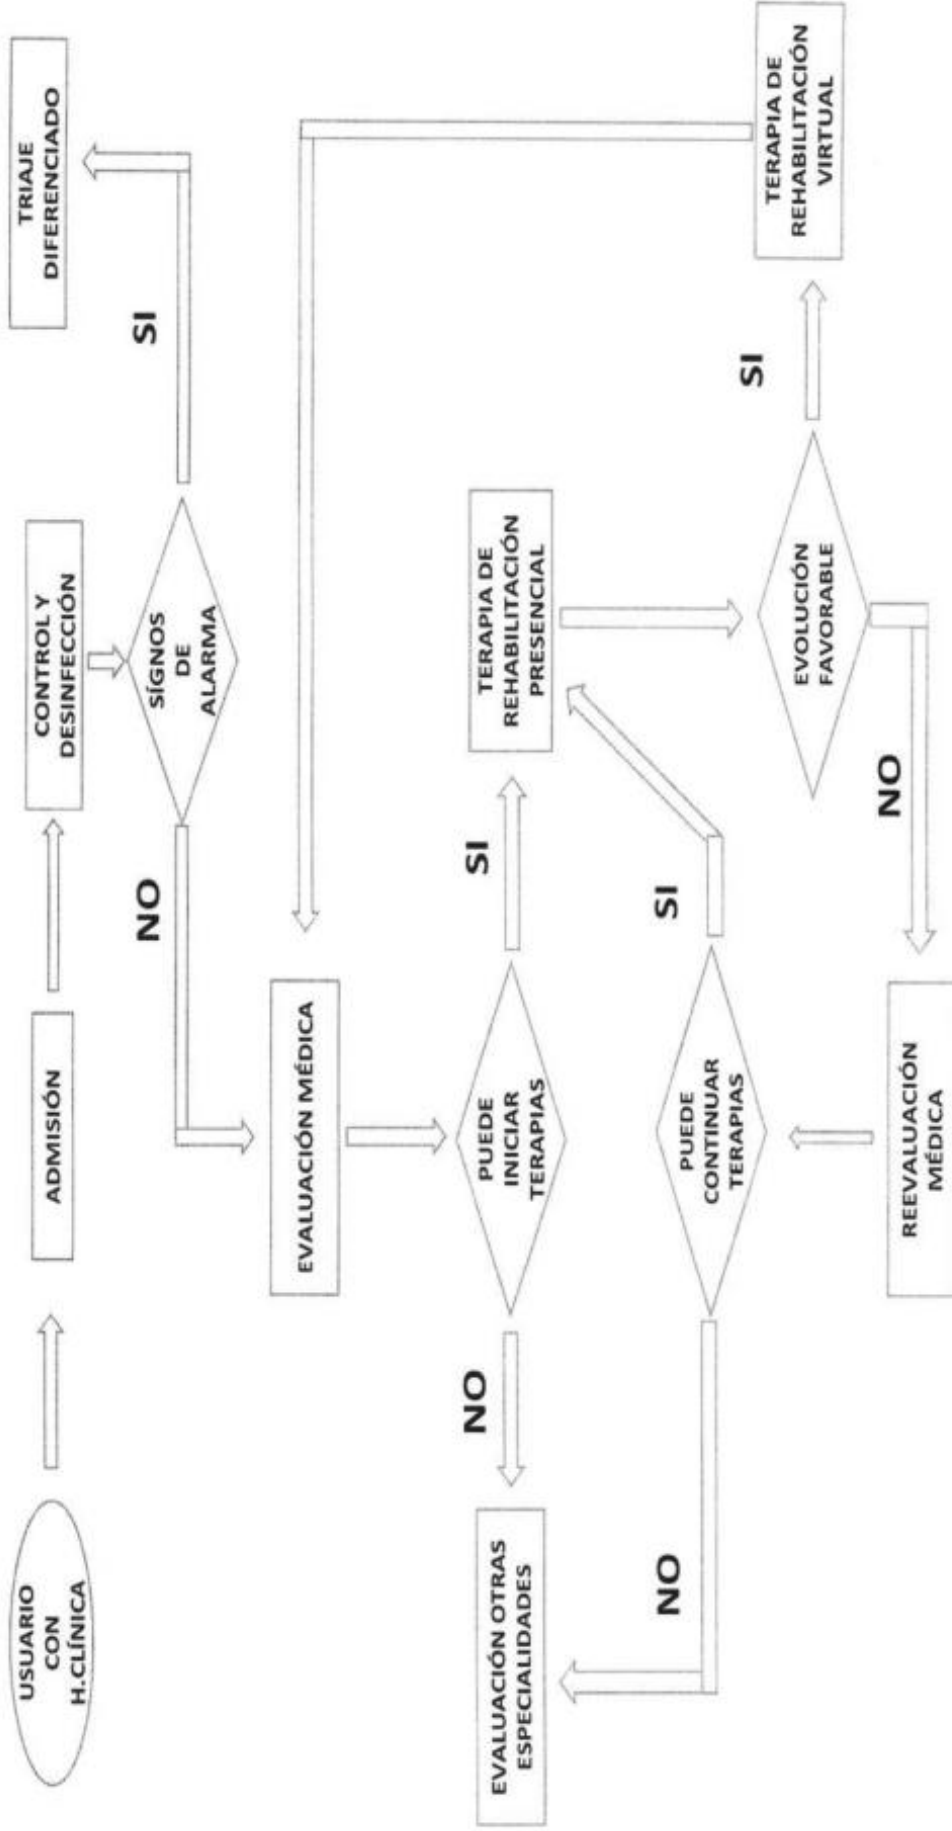 USUARIO
CON
H.CLÍNICA
ADMISIÓN
CONTROL Y
DESINFECCIÓN
TRIAJE
DIFERENCIADO
SÍGNOS
DE
ALARMA
NO
SI
EVALUACIÓN MÉDICA
PUEDE
INICIAR
TERAPIAS
NO
SI
EVALUACIÓN OTRAS
ESPECIALIDADES
TERAPIA DE
REHABILITACIÓN
PRESENCIAL
PUEDE
CONTINUAR
TERAPIAS
NO
SI
EVOLUCIÓN
FAVORABLE
SI
NO
TERAPIA DE
REHABILITACIÓN
VIRTUAL
REEVALUACIÓN
MÉDICA